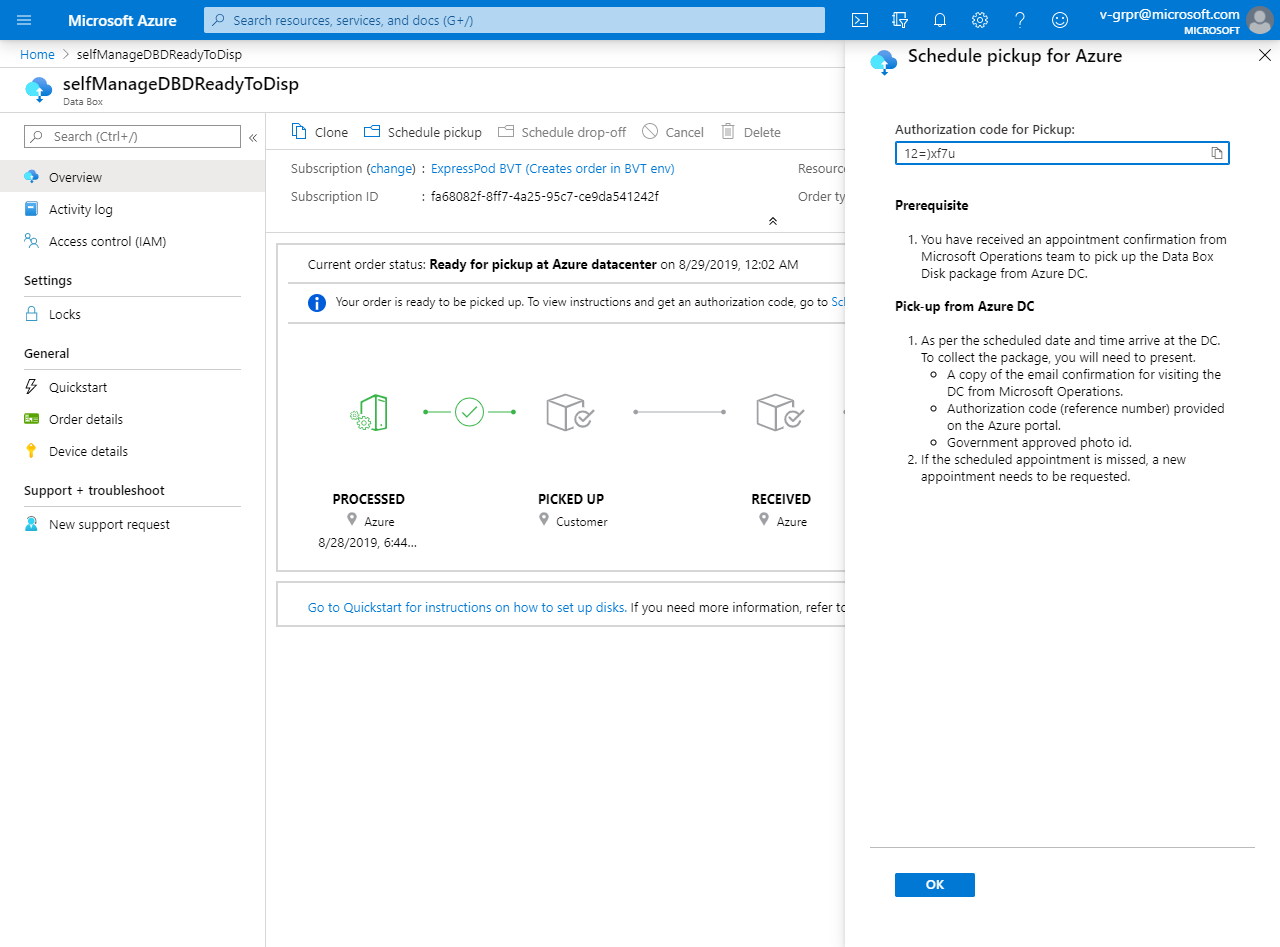 Microsoft Azure
Search resources, services, and docs (G+/)
v-grpr@microsoft.com
MICROSOFT
Home > selfManageDBDReadyToDisp
selfManageDBDReadyToDisp
Data Box
Search (Ctrl+/)
«
Overview
Activity log
Access control (IAM)
Settings
Locks
General
Quickstart
Order details
Device details
Support + troubleshoot
New support request
Clone
Schedule pickup
Schedule drop-off
Cancel
Delete
Subscription (change) : ExpressPod BVT (Creates order in BVT env)
Resourc
Subscription ID : fa68082f-8ff7-4a25-95c7-ce9da541242f
Order ty
Current order status: Ready for pickup at Azure datacenter on 8/29/2019, 12:02 AM
Your order is ready to be picked up. To view instructions and get an authorization code, go to Sc
PROCESSED
Azure
8/28/2019, 6:44...
PICKED UP
Customer
RECEIVED
Azure
Go to Quickstart for instructions on how to set up disks. If you need more information, refer to
Schedule pickup for Azure
Authorization code for Pickup:
12=)xf7u
Prerequisite
1. You have received an appointment confirmation from
Microsoft Operations team to pick up the Data Box
Disk package from Azure DC.
Pick-up from Azure DC
1. As per the scheduled date and time arrive at the DC.
To collect the package, you will need to present.
A copy of the email confirmation for visiting the
DC from Microsoft Operations.
Authorization code (reference number) provided
on the Azure portal.
Government approved photo id.
2. If the scheduled appointment is missed, a new
appointment needs to be requested.
OK